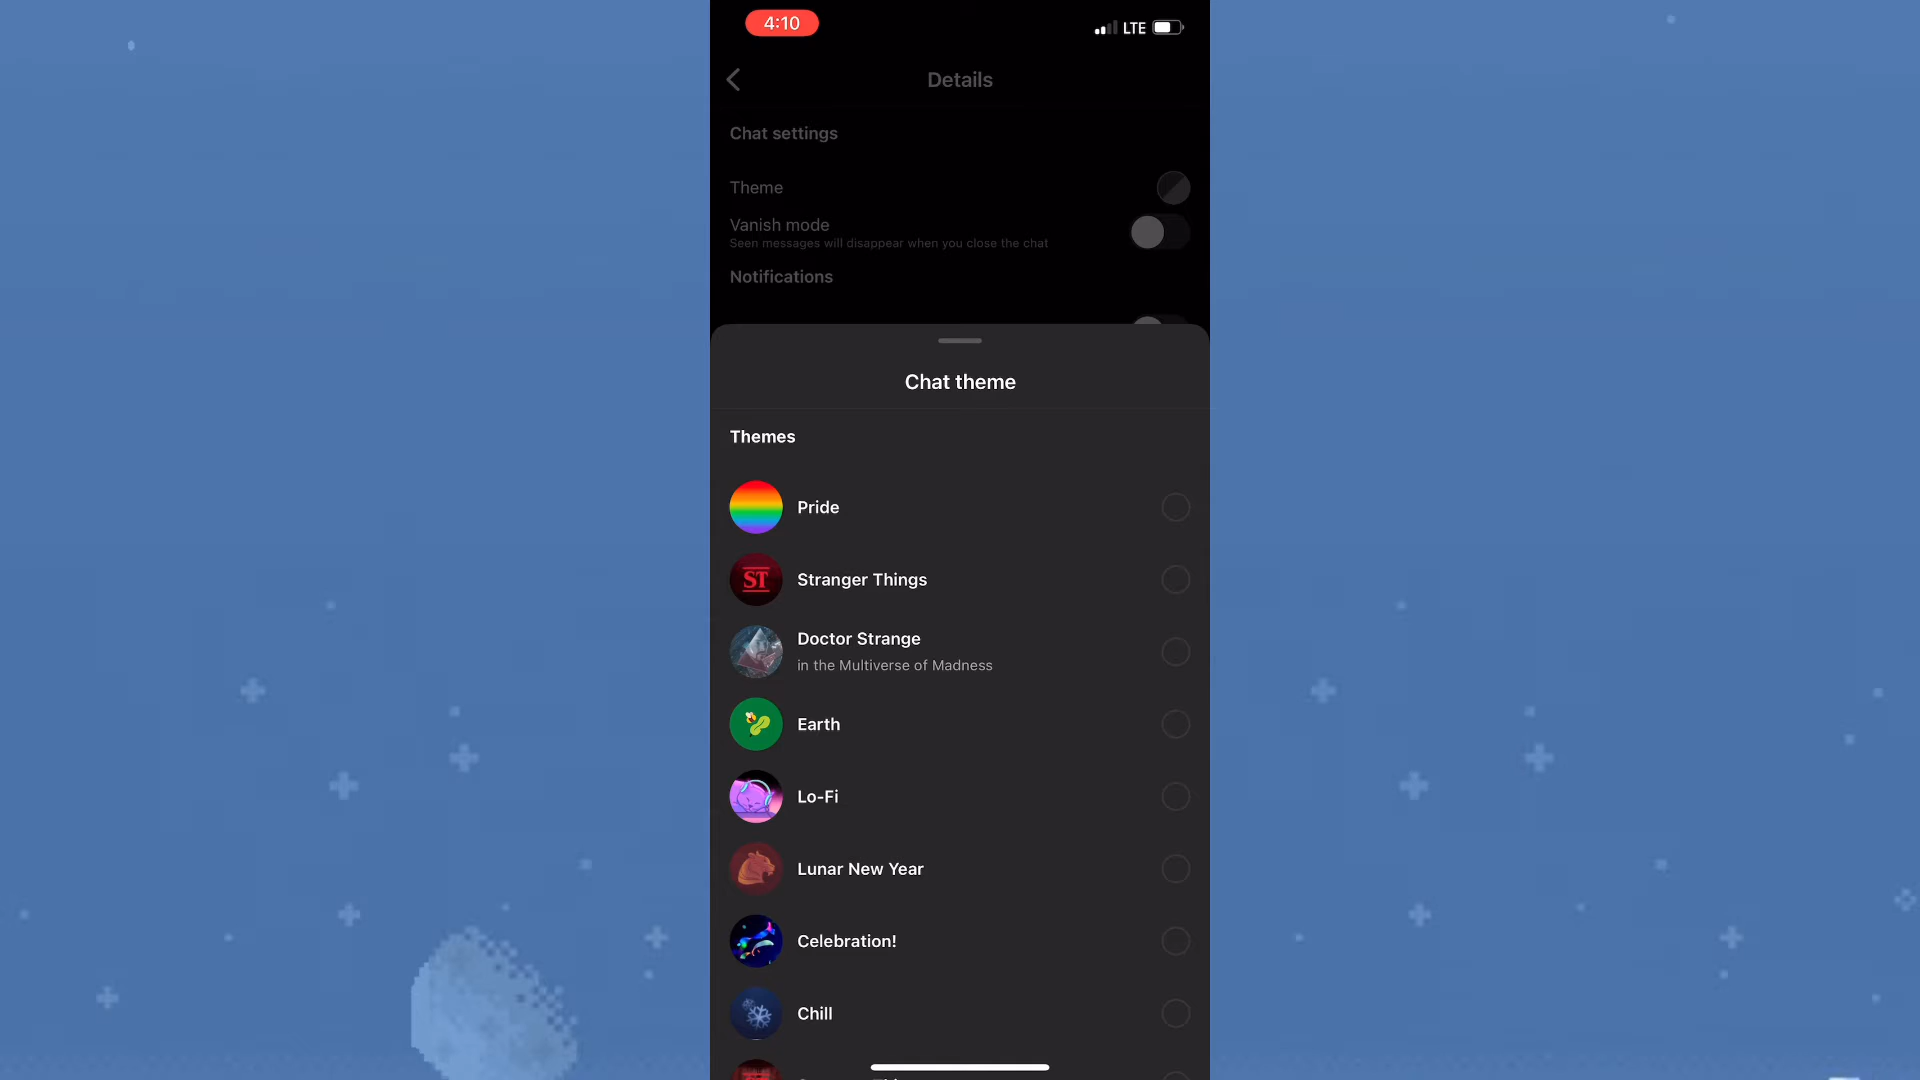 4:10
LTE
Details
Chat settings
Theme
Vanish mode
Seen messages will disappear when you close the chat
Notifications
Chat theme
Themes
Pride
ST
Stranger Things
Doctor Strange
in the Multiverse of Madness
Earth
Lo-Fi
Lunar New Year
Celebration!
Chill